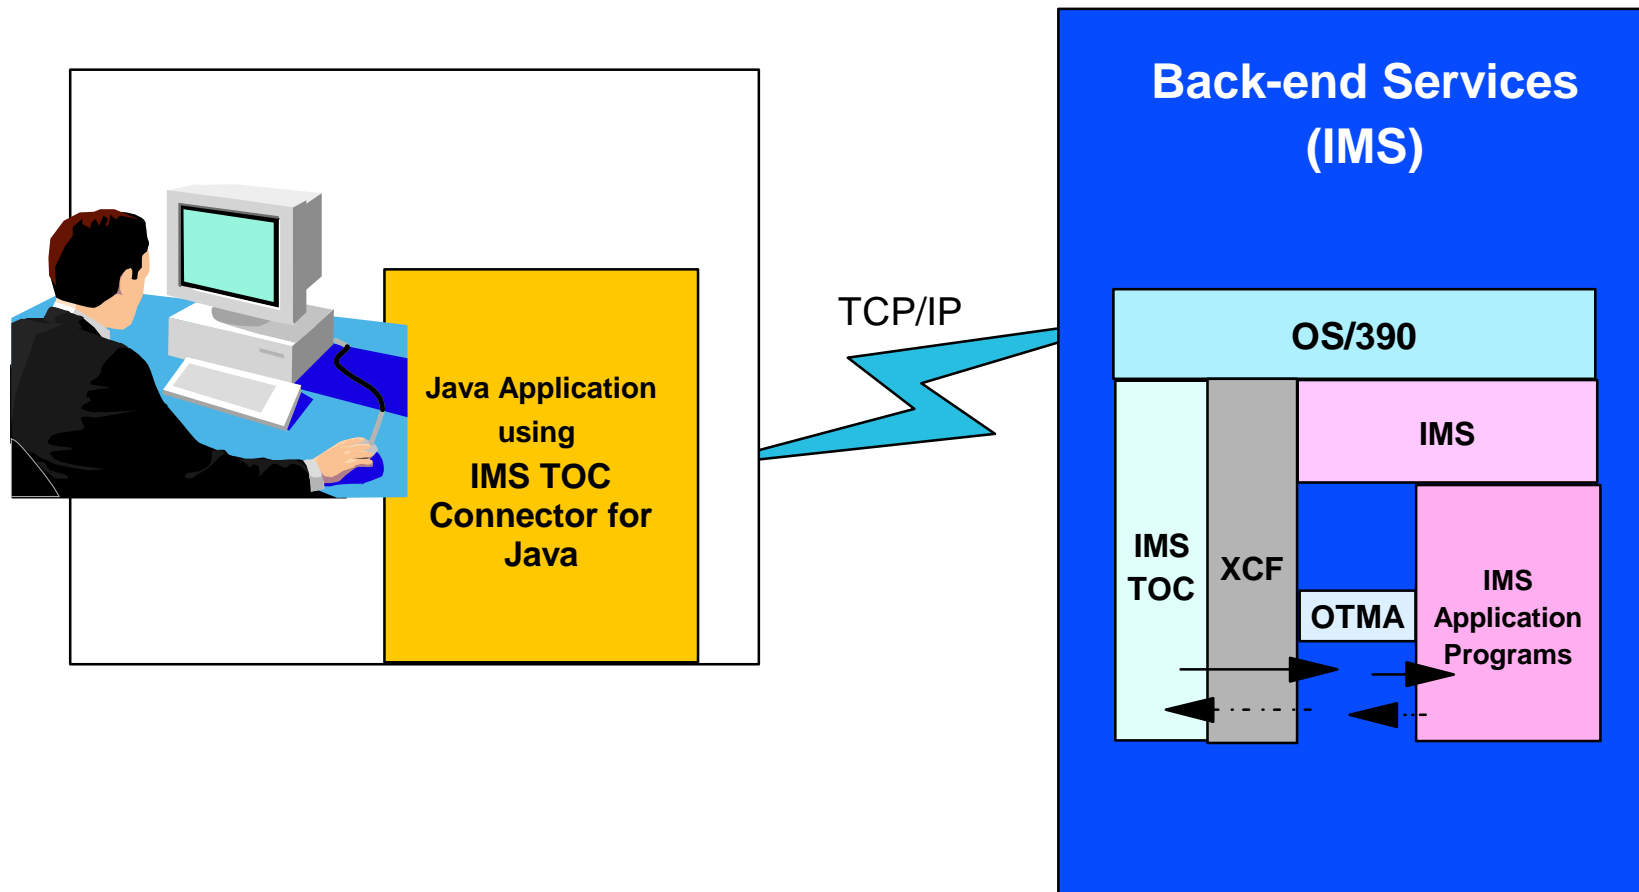 Back-end Services
(IMS)
TCP/IP
Java Application
using
IMS TOC
Connector for
Java
OS/390
IMS
IMS
TOC
XCF
OTMA
IMS
Application
Programs